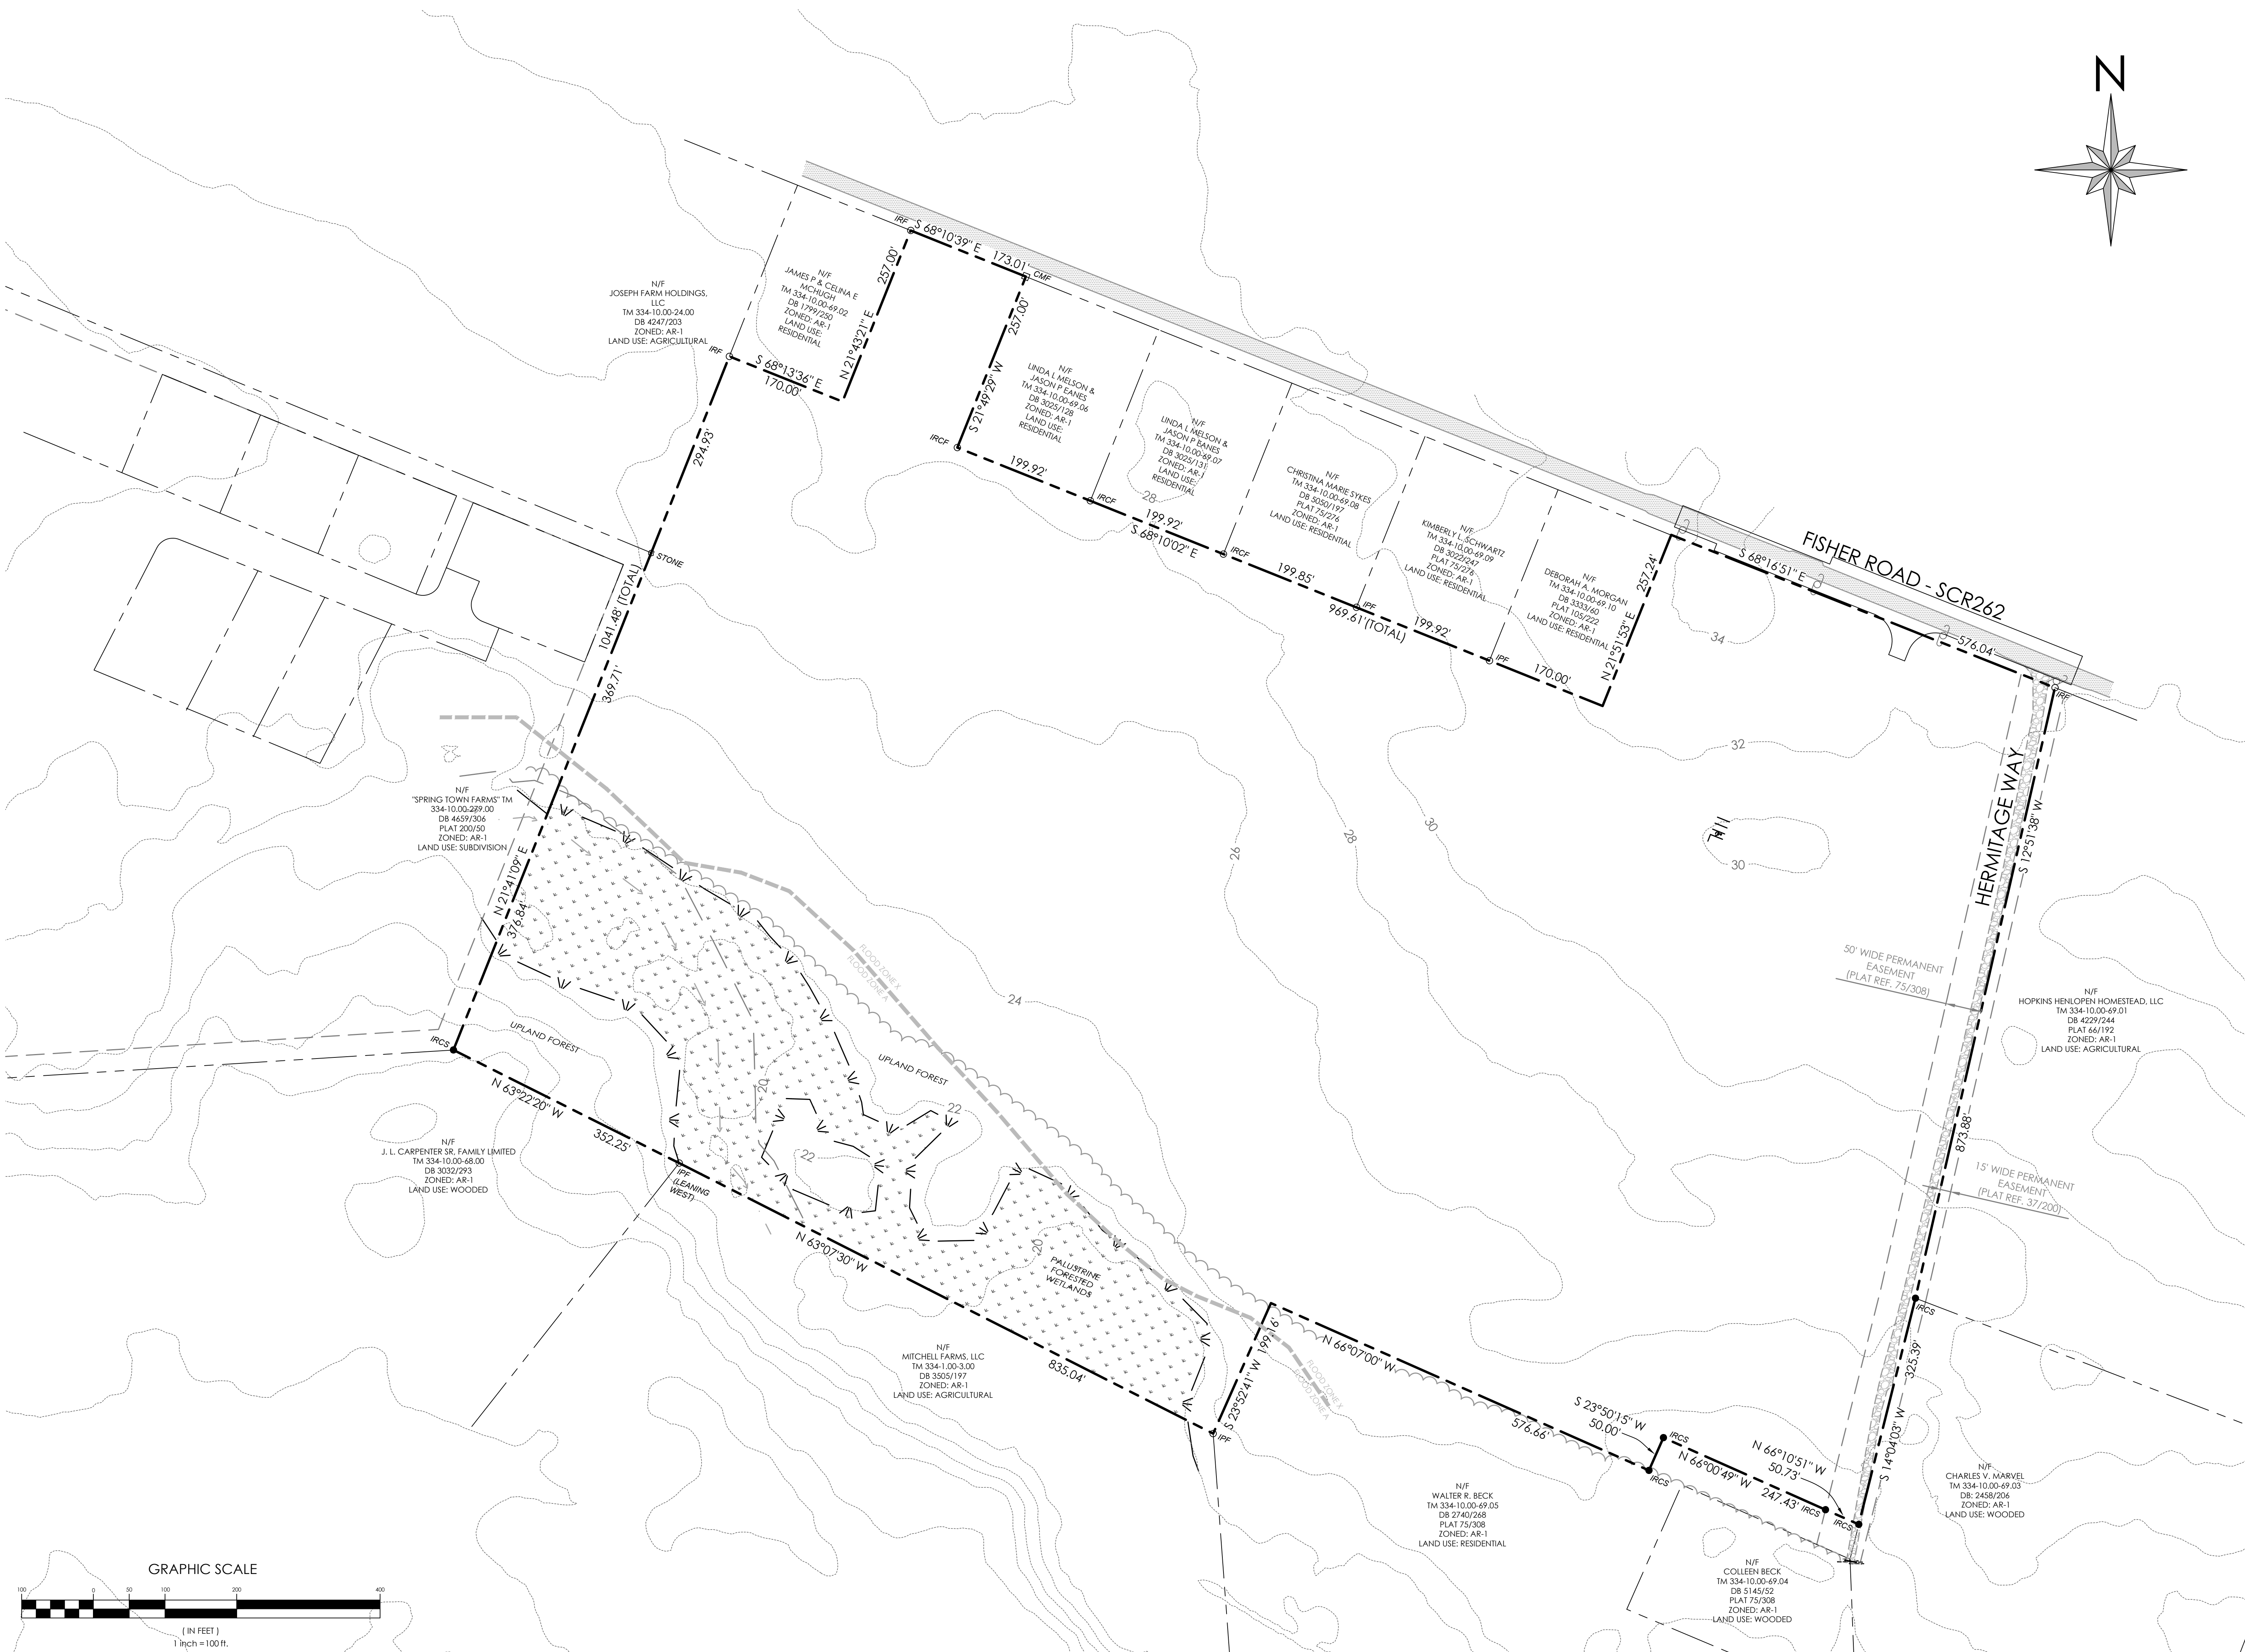 N
N/F
JOSEPH FARM HOLDINGS,
LLC
TM 334-10.00-24.00
DB 4247/203
ZONED: AR-1
LAND USE: AGRICULTURAL
N/F
JAMES P & CELINA E
MCHUGH
TM 334-10.00-69.02
DB 1799/250
ZONED: AR-1
LAND USE:
RESIDENTIAL
IRF
S 68°10'39" E
173.01'
CMF
257.00'
N 21°43'21" E
IRF
S 68°13'36" E
170.00'
257.00'
S 21°49'29" W
IRCF
N/F
LINDA L MELSON &
JASON P EANES
TM 334-10.00-69.06
DB 3025/128
ZONED: AR-1
LAND USE:
RESIDENTIAL
N/F
LINDA L MELSON &
JASON P EANES
TM 334-10.00-69.07
DB 3025/131
ZONED: AR-1
LAND USE:
RESIDENTIAL
28
N/F
CHRISTINA MARIE SYKES
TM 334-10.00-69.08
DB 5050/197
PLAT 75/276
ZONED: AR-1
LAND USE: RESIDENTIAL
N/F
KIMBERLY L SCHWARTZ
TM 334-10.00-69.09
DB 3022/247
PLAT 75/276
ZONED: AR-1
LAND USE: RESIDENTIAL
N/F
DEBORAH A. MORGAN
TM 334-10.00-69.10
DB 3333/60
PLAT 105/222
ZONED: AR-1
LAND USE: RESIDENTIAL
199.92'
IRCF
199.92'
S 68°10'02" E
IRCF
199.85'
IPF
969.61'(TOTAL)
199.92'
IPF
170.00'
N 21°51'53" E
257.24'
S 68°16'51" E
FISHER ROAD - SCR262
576.04'
IRF
34
32
30
30
28
26
24
294.93'
STONE
1041.48' (TOTAL)
369.71'
N/F
"SPRING TOWN FARMS" TM
334-10.00-279.00
DB 4659/306
PLAT 200/50
ZONED: AR-1
LAND USE: SUBDIVISION
N 21°41'09" E
376.84'
HERMITAGE WAY
S 12°51'38" W
873.88'
50' WIDE PERMANENT
EASEMENT
(PLAT REF. 75/308)
N/F
HOPKINS HENLOPEN HOMESTEAD, LLC
TM 334-10.00-69.01
DB 4229/244
PLAT 66/192
ZONED: AR-1
LAND USE: AGRICULTURAL
15' WIDE PERMANENT
EASEMENT
(PLAT REF. 37/200)
FLOOD ZONE X
FLOOD ZONE A
IRCS
UPLAND FOREST
UPLAND FOREST
20
22
22
20
N 63°22'20" W
352.25'
N/F
J. L. CARPENTER SR. FAMILY LIMITED
TM 334-10.00-68.00
DB 3032/293
ZONED: AR-1
LAND USE: WOODED
IPF
(LEANING
WEST)
N 63°07'30" W
PALUSTRINE
FORESTED
WETLANDS
835.04'
N/F
MITCHELL FARMS, LLC
TM 334-1.00-3.00
DB 3505/197
ZONED: AR-1
LAND USE: AGRICULTURAL
IPF
S 23°52'41" W
199.16'
N 66°07'00" W
FLOOD ZONE X
FLOOD ZONE A
576.66'
S 23°50'15" W
50.00'
IRCS
IRCS
N 66°00'49" W
247.43'
IRCS
N 66°10'51" W
50.73'
IRCS
IRCS
325.39'
S 14°04'03" W
N/F
CHARLES V. MARVEL
TM 334-10.00-69.03
DB: 2458/206
ZONED: AR-1
LAND USE: WOODED
N/F
WALTER R. BECK
TM 334-10.00-69.05
DB 2740/268
PLAT 75/308
ZONED: AR-1
LAND USE: RESIDENTIAL
N/F
COLLEEN BECK
TM 334-10.00-69.04
DB 5145/52
PLAT 75/308
ZONED: AR-1
LAND USE: WOODED
GRAPHIC SCALE
100 0 50 100 200 400
( IN FEET )
1 inch = 100 ft.